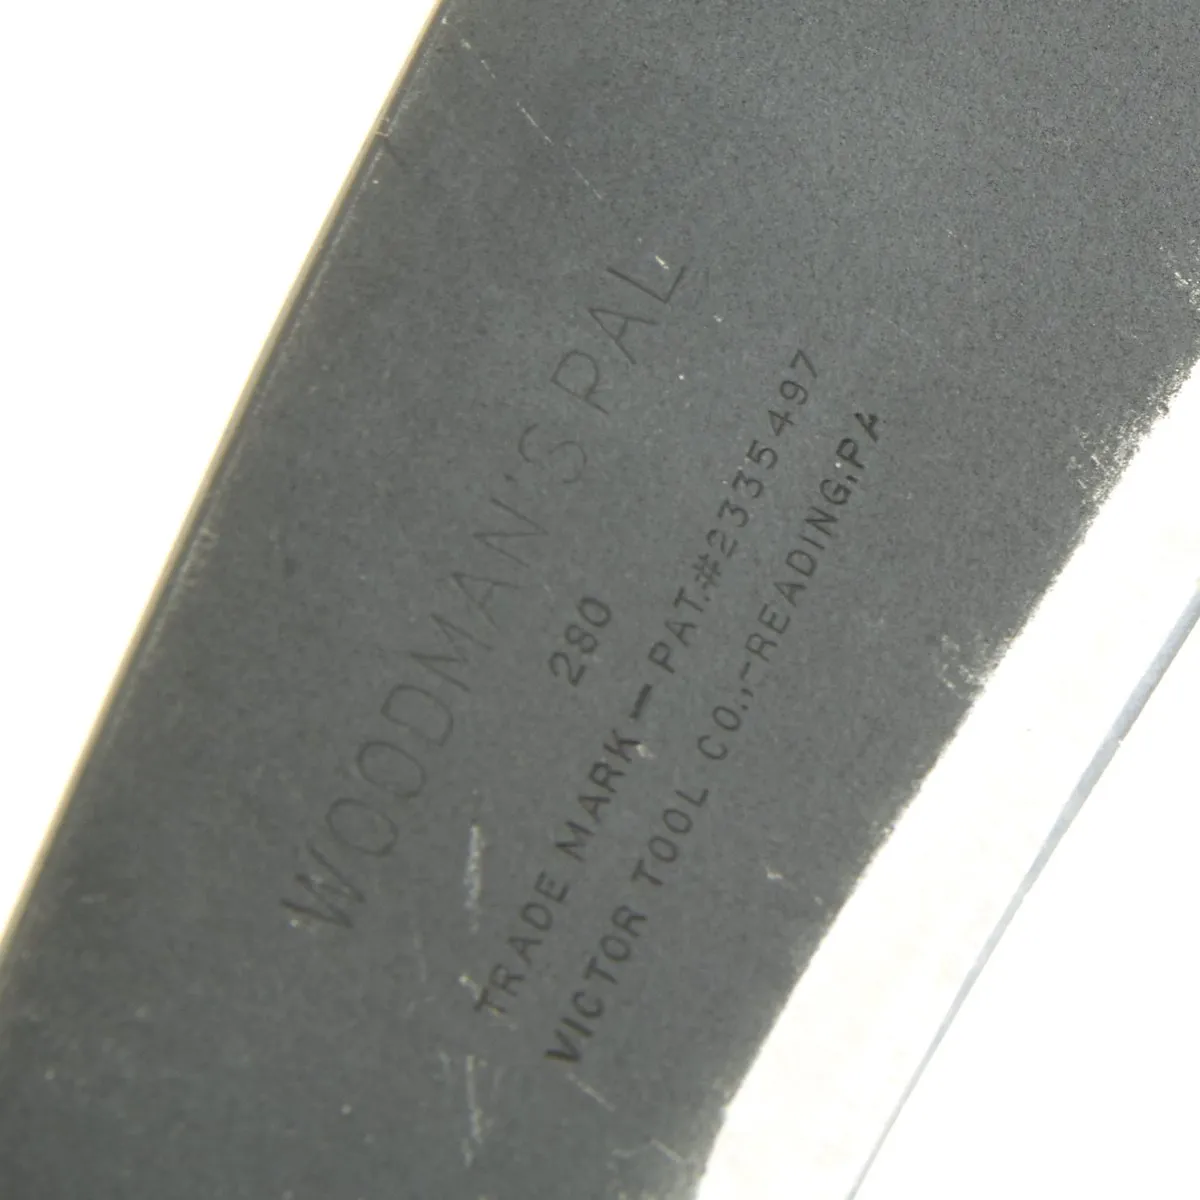 WOODMAN'S PAL
280
TRADE MARK — PAT.#2335497
VICTOR TOOL CO.,-READING,PA